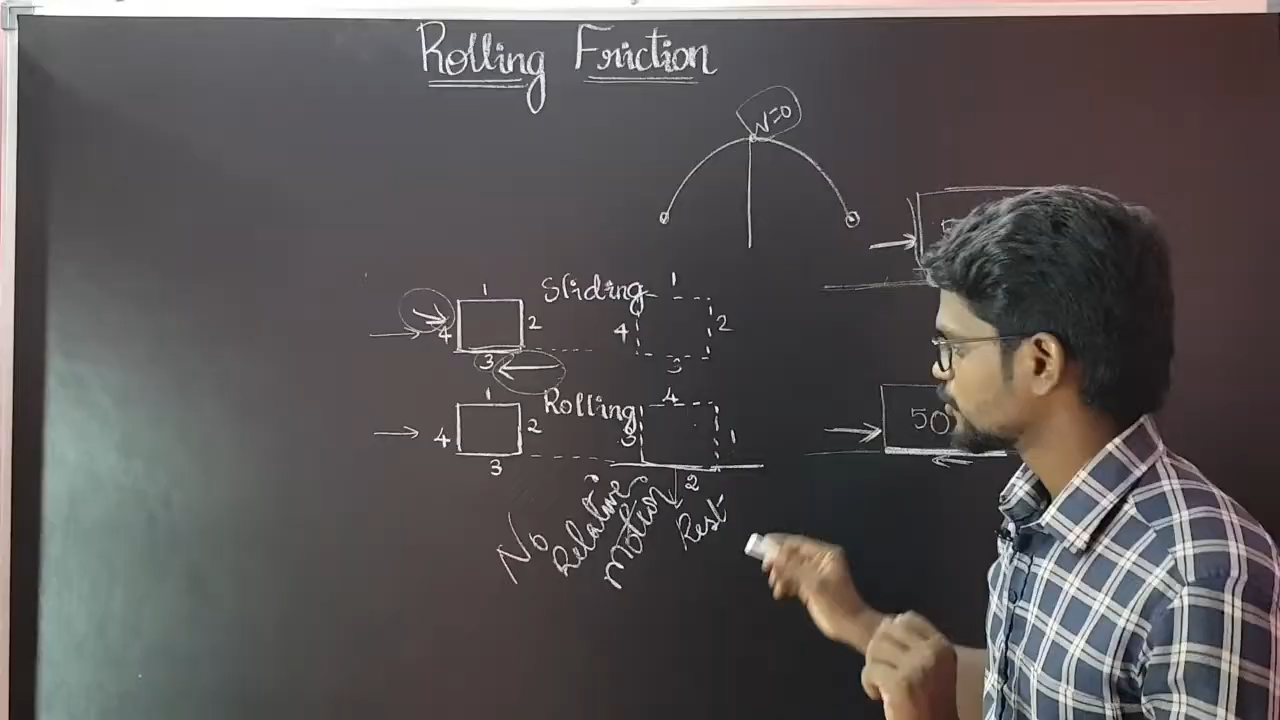 Rolling Friction
V=0
1
Sliding
4
2
3
1
4
2
3
1
Rolling
4
2
3
4
3
1
2
50
No
Relative
motion
Rest